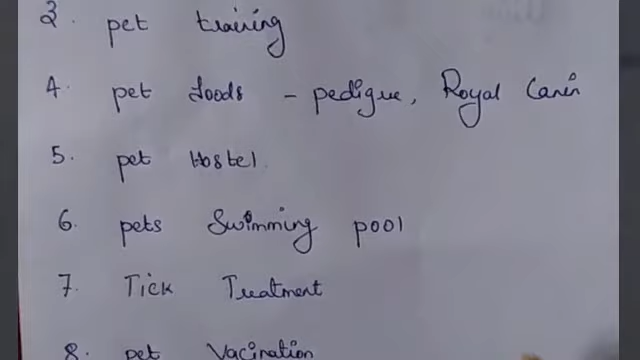 3. pet training
4. pet foods - pedigue, Royal Canin
5. pet Hostel
6. pets Swimming pool
7. Tick Treatment
8. pet Vacination